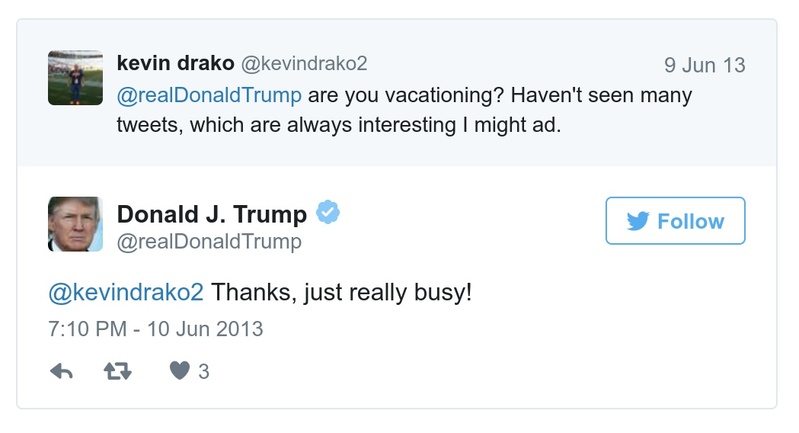 kevin drako @kevindrako2
9 Jun 13
@realDonaldTrump are you vacationing? Haven't seen many
tweets, which are always interesting I might ad.
Donald J. Trump
Follow
@realDonaldTrump
@kevindrako2 Thanks, just really busy!
7:10 PM - 10 Jun 2013
3